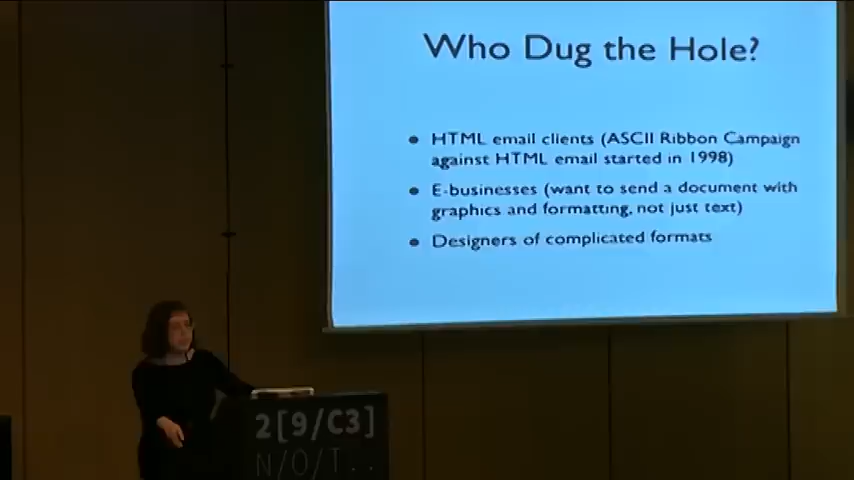 Who Dug the Hole?
• HTML email clients (ASCII Ribbon Campaign
against HTML email started in 1998)
• E-businesses (want to send a document with
graphics and formatting, not just text)
• Designers of complicated formats
2[9/C3]
N/O/T..